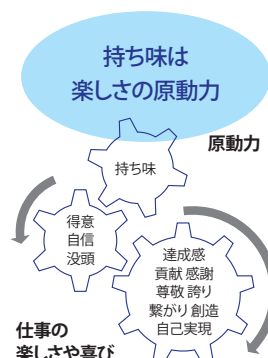 持ち味は
楽しさの原動力
原動力
持ち味
得意
自信
没頭
達成感
貢献 感謝
尊敬 誇り
繋がり 創造
自己実現
仕事の
楽しさや喜び